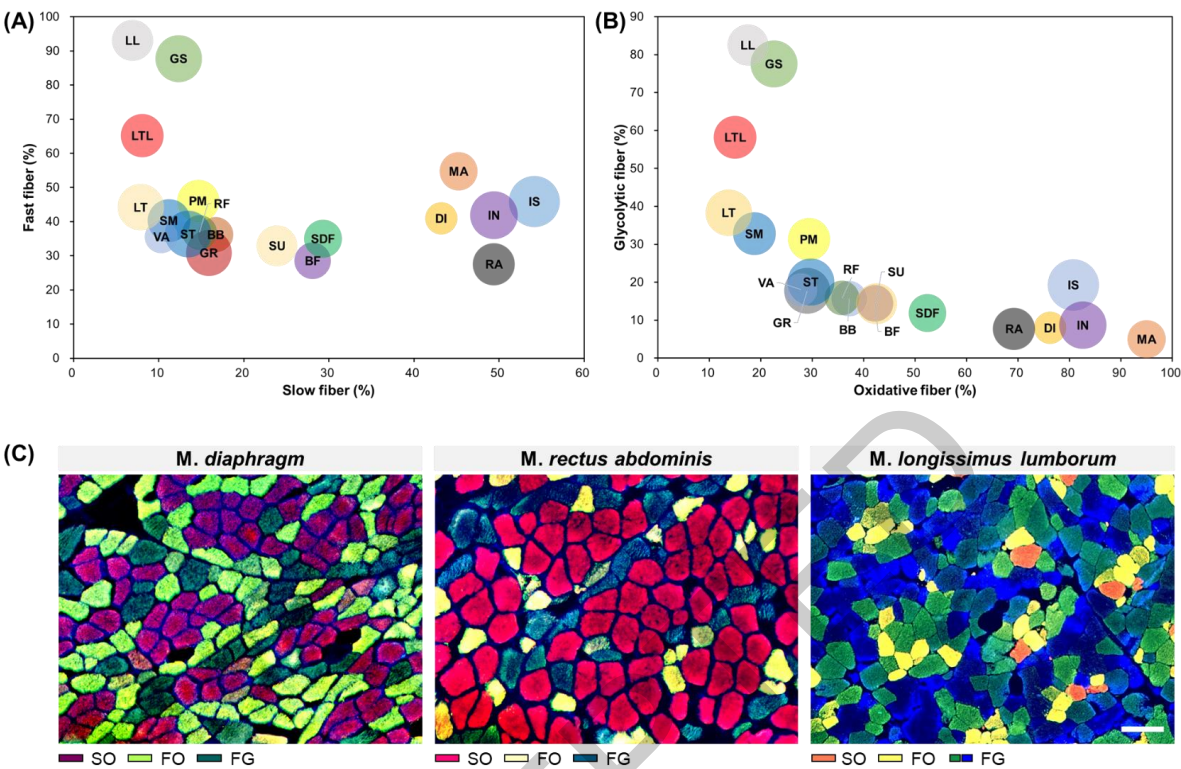 (A)
100
90
80
70
60
50
40
30
20
10
0
Fast fiber (%)
LL
GS
LTL
MA
LT
PM
RF
SM
VA
ST
BB
GR
SU
SDF
BF
DI
IN
IS
RA
0 10 20 30 40 50 60
Slow fiber (%)
(B)
90
80
70
60
50
40
30
20
10
0
Glycolytic fiber (%)
LL
GS
LTL
LT
SM
PM
VA
ST
RF
SU
GR
BB
BF
SDF
IS
RA
DI
IN
MA
0 10 20 30 40 50 60 70 80 90 100
Oxidative fiber (%)
(C)
M. diaphragm
M. rectus abdominis
M. longissimus lumborum
SO FO FG
SO FO FG
SO FO FG